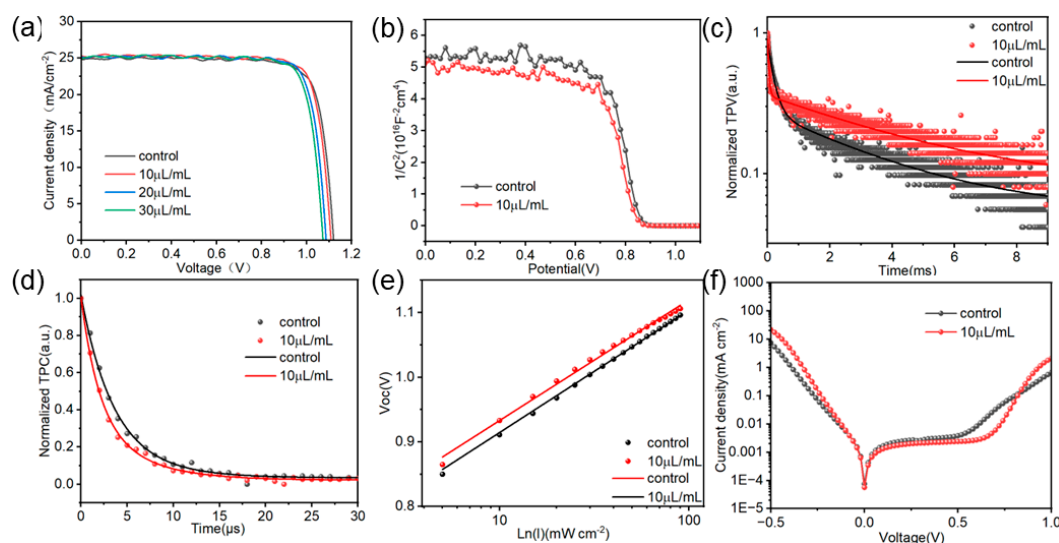 (a)
Current density (mA/cm-2)
30
25
20
15
10
5
0
control
10μL/mL
20μL/mL
30μL/mL
0.0 0.2 0.4 0.6 0.8 1.0 1.2
Voltage (V)
(b)
1/C2(1016F-2cm4)
7
6
5
4
3
2
1
0
control
10μL/mL
0.0 0.2 0.4 0.6 0.8 1.0
Potential(V)
(c)
Normalized TPV(a.u.)
1
0.1
control
10μL/mL
control
10μL/mL
0 2 4 6 8
Time(ms)
(d)
Normalized TPC(a.u.)
1.0
0.8
0.6
0.4
0.2
0.0
control
10μL/mL
control
10μL/mL
0 5 10 15 20 25 30
Time(μs)
(e)
Voc(V)
1.1
1.0
0.9
0.8
control
10μL/mL
control
10μL/mL
10 100
Ln(I)(mW cm-2)
(f)
Current density(mA cm-2)
1000
100
10
1
0.1
0.01
0.001
1E-4
1E-5
control
10μL/mL
-0.5 0.0 0.5 1.0
Voltage(V)